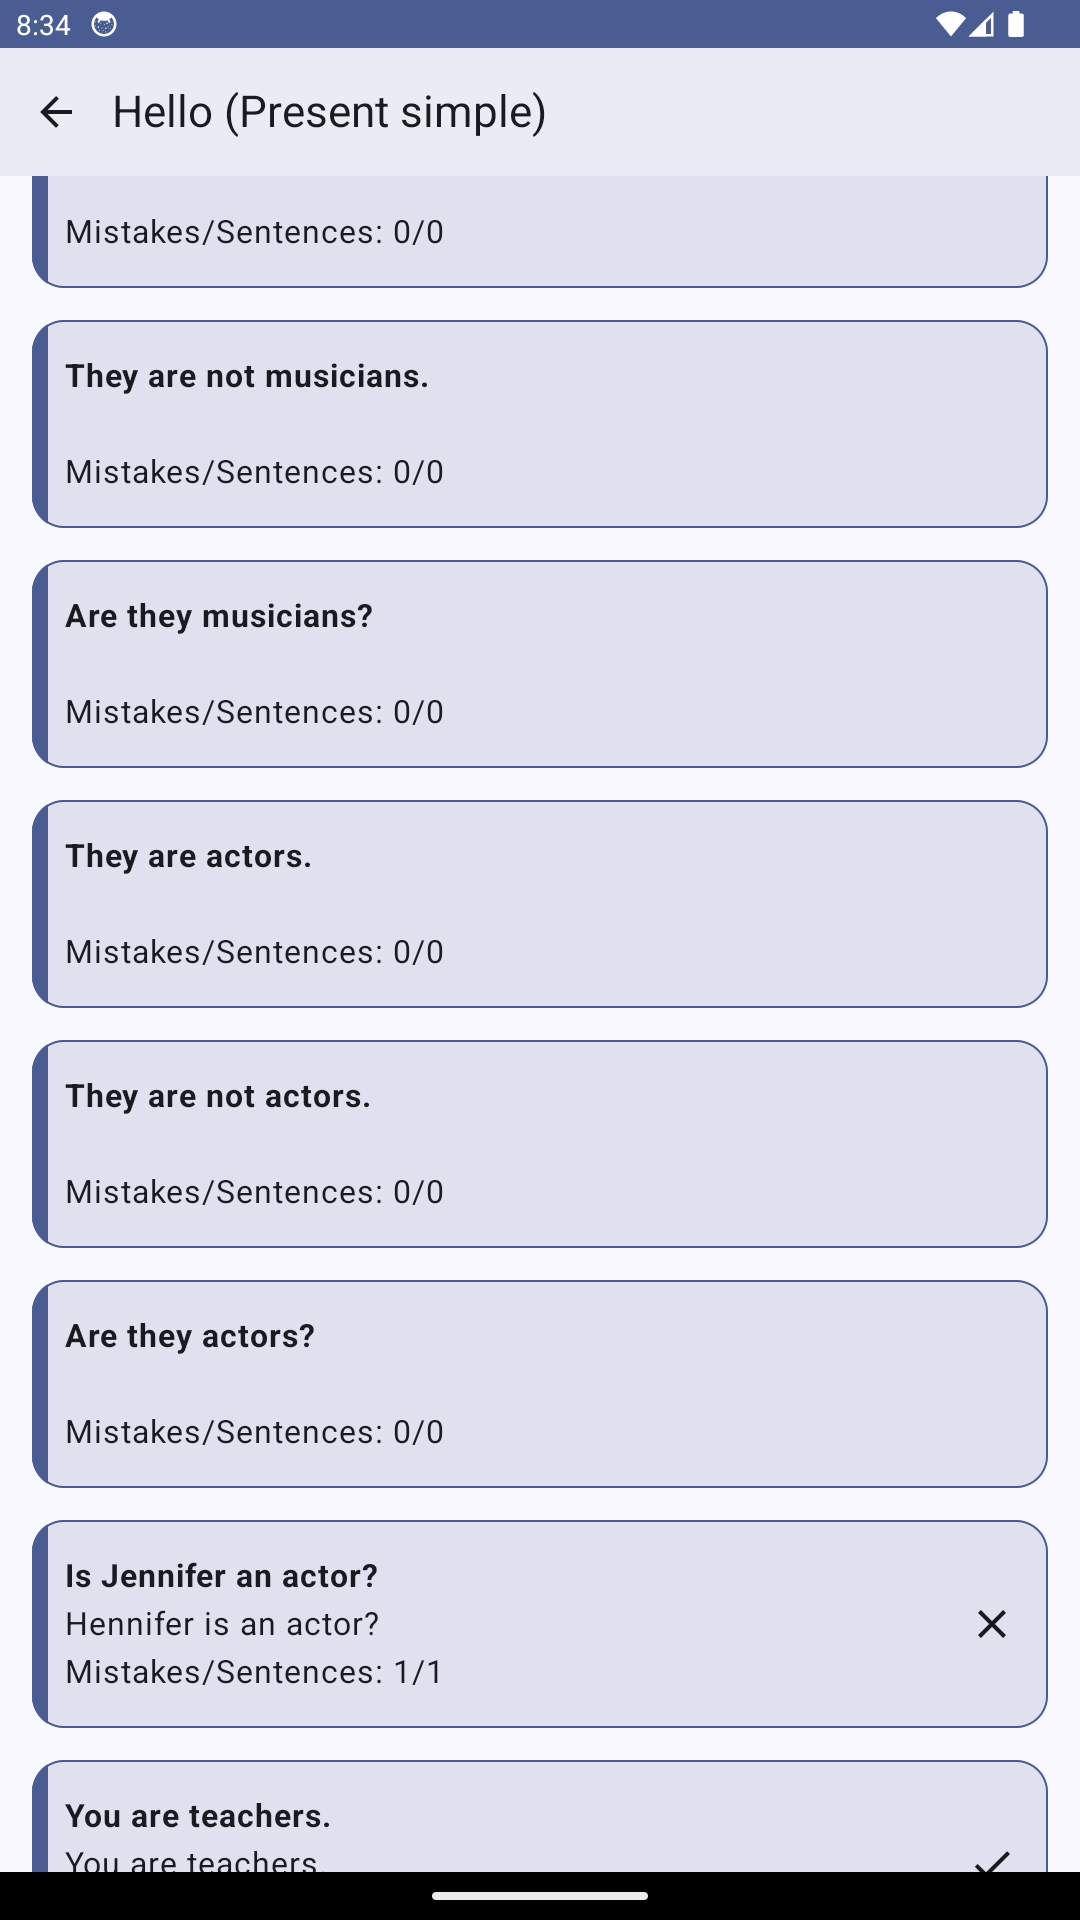 8:34
Hello (Present simple)
Mistakes/Sentences: 0/0
They are not musicians.
Mistakes/Sentences: 0/0
Are they musicians?
Mistakes/Sentences: 0/0
They are actors.
Mistakes/Sentences: 0/0
They are not actors.
Mistakes/Sentences: 0/0
Are they actors?
Mistakes/Sentences: 0/0
Is Jennifer an actor?
Hennifer is an actor?
Mistakes/Sentences: 1/1
You are teachers.
You are teachers.